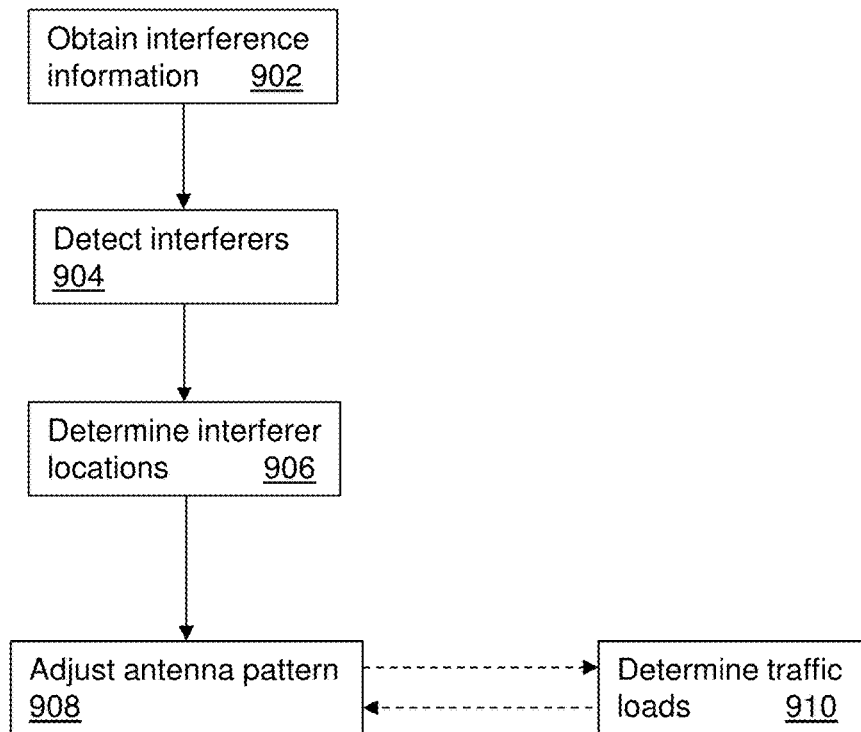 Obtain interference
information 902
Detect interferers
904
Determine interferer
locations 906
Adjust antenna pattern
908
Determine traffic
loads 910